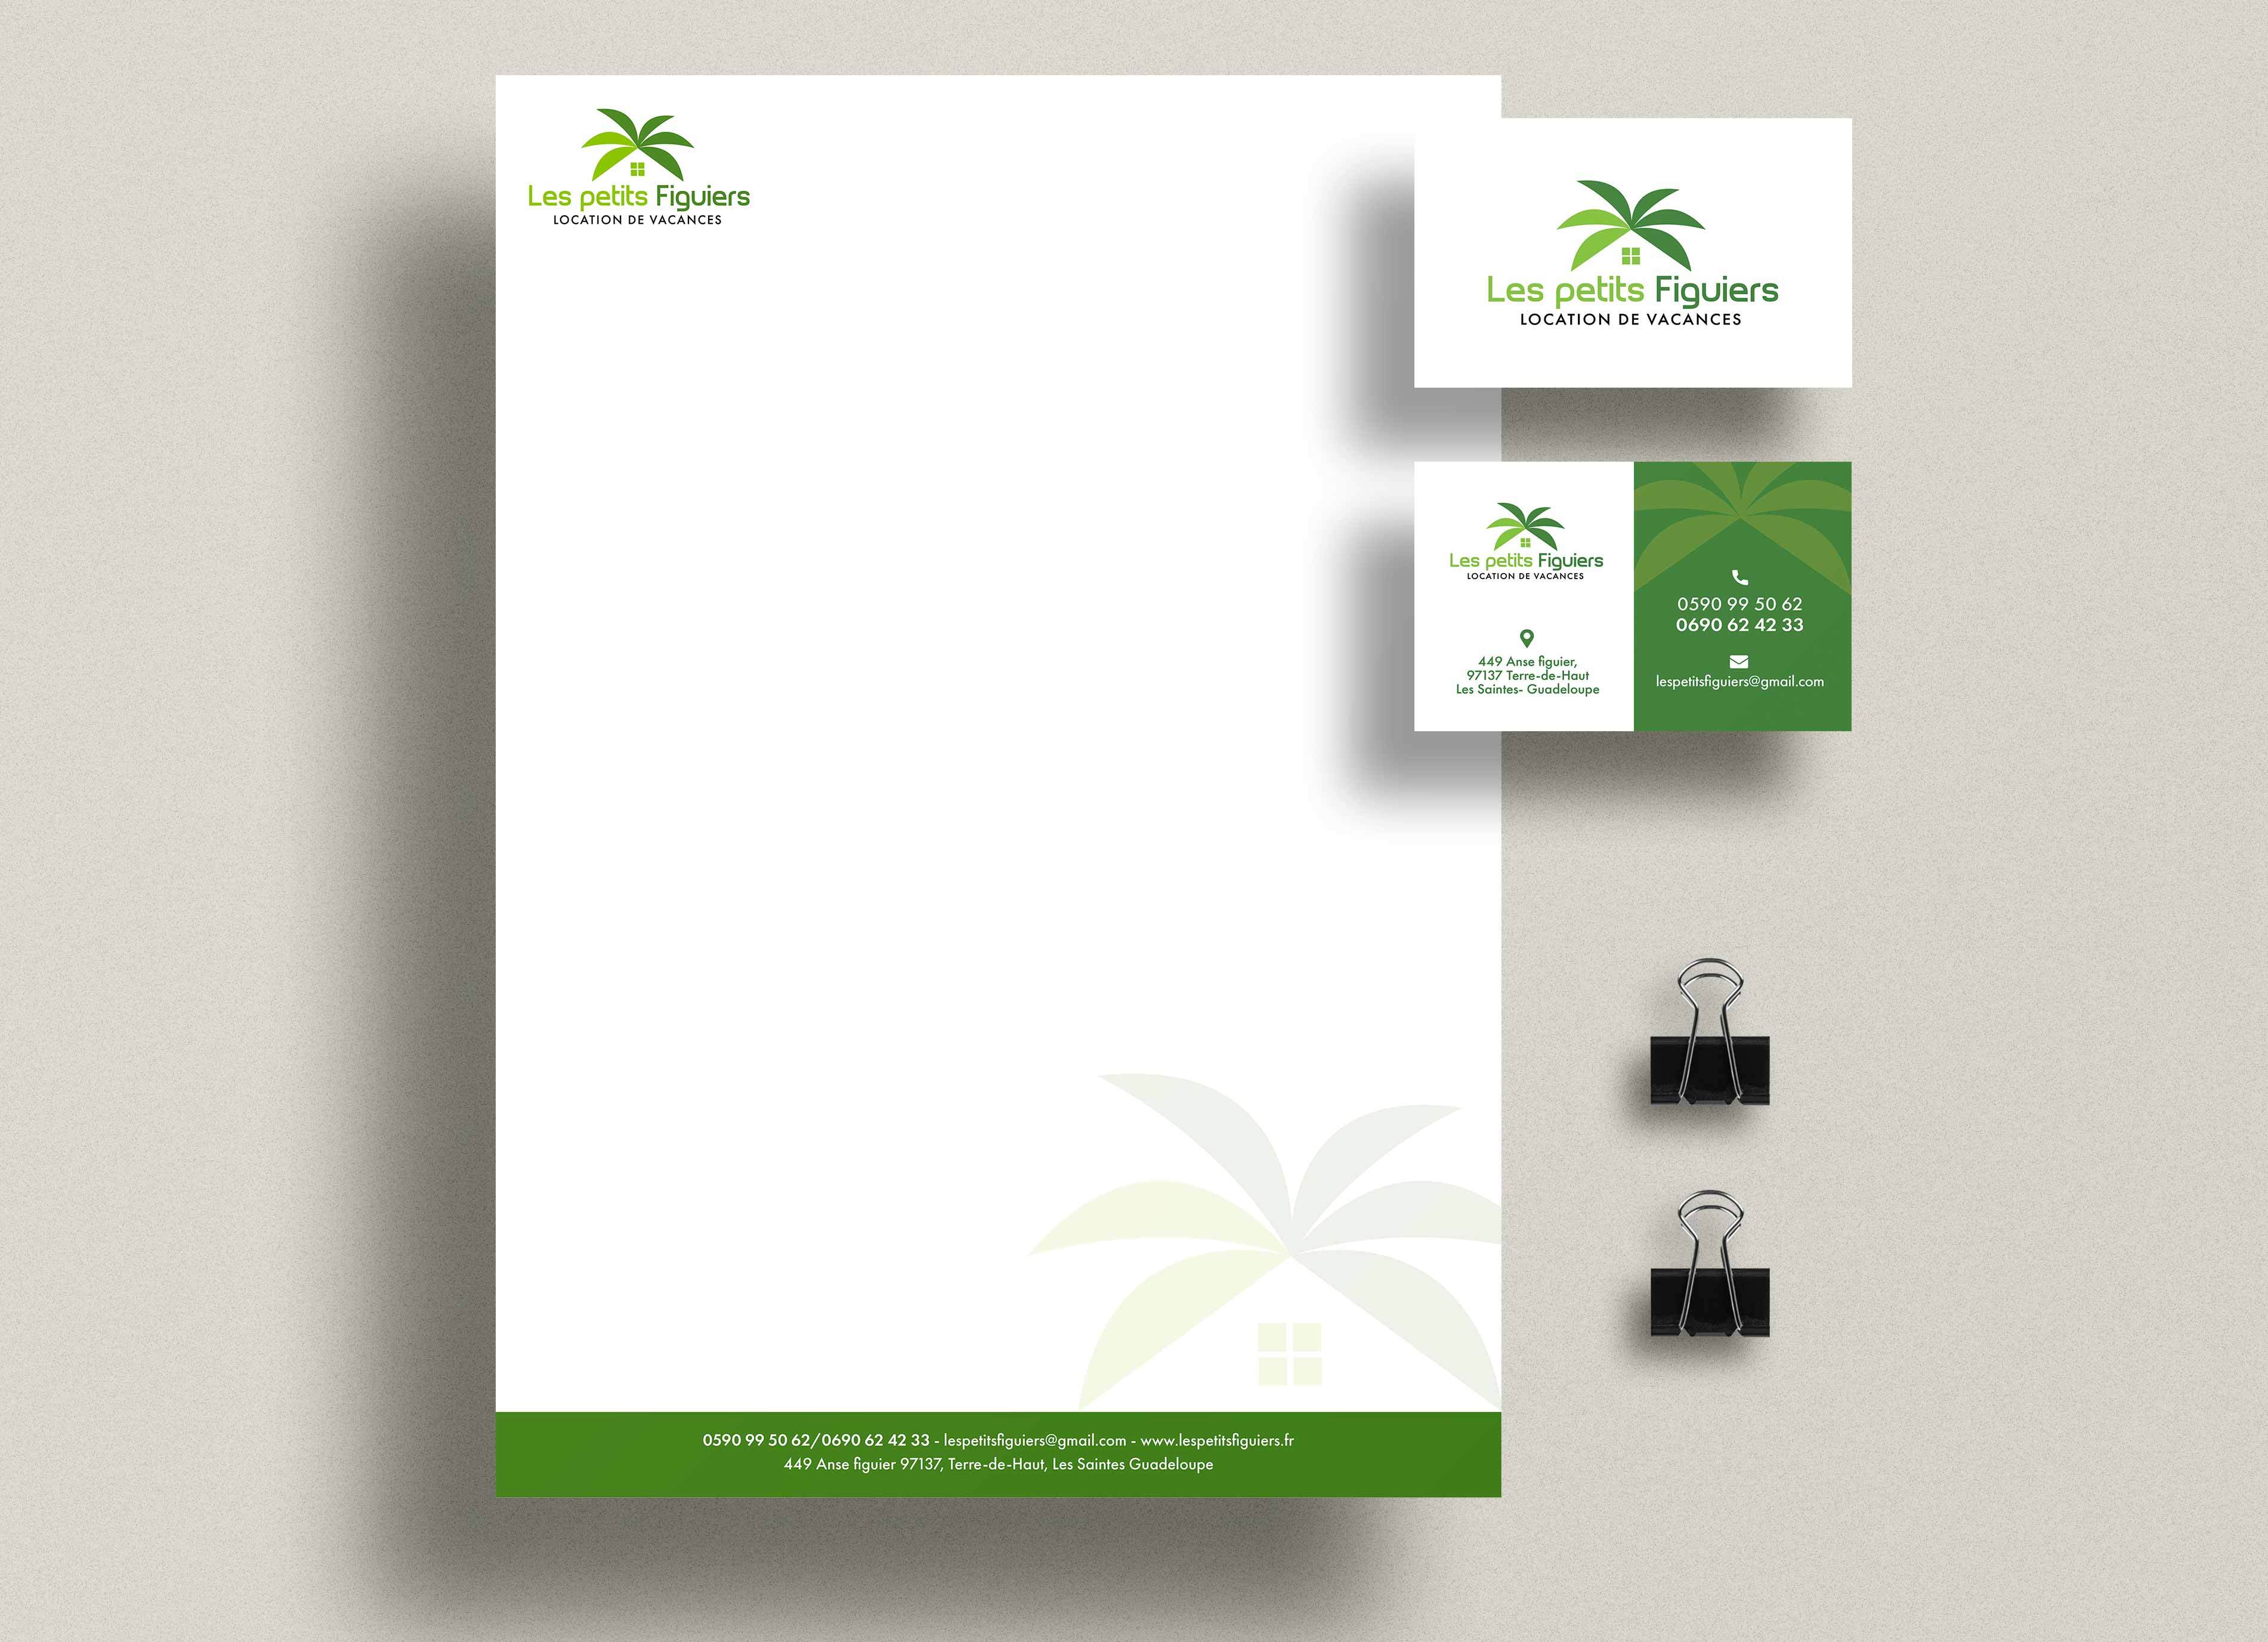 Les petits Figuiers
LOCATION DE VACANCES
Les petits Figuiers
LOCATION DE VACANCES
Les petits Figuiers
LOCATION DE VACANCES
449 Anse figuier,
97137 Terre-de-Haut
Les Saintes- Guadeloupe
0590 99 50 62
0690 62 42 33
lespetitsfiguiers@gmail.com
0590 99 50 62/0690 62 42 33 - lespetitsfiguiers@gmail.com - www.lespetitsfiguiers.fr
449 Anse figuier 97137, Terre-de-Haut, Les Saintes Guadeloupe